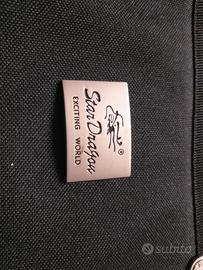 ®
Star Dragon
EXCITING WORLD
subito